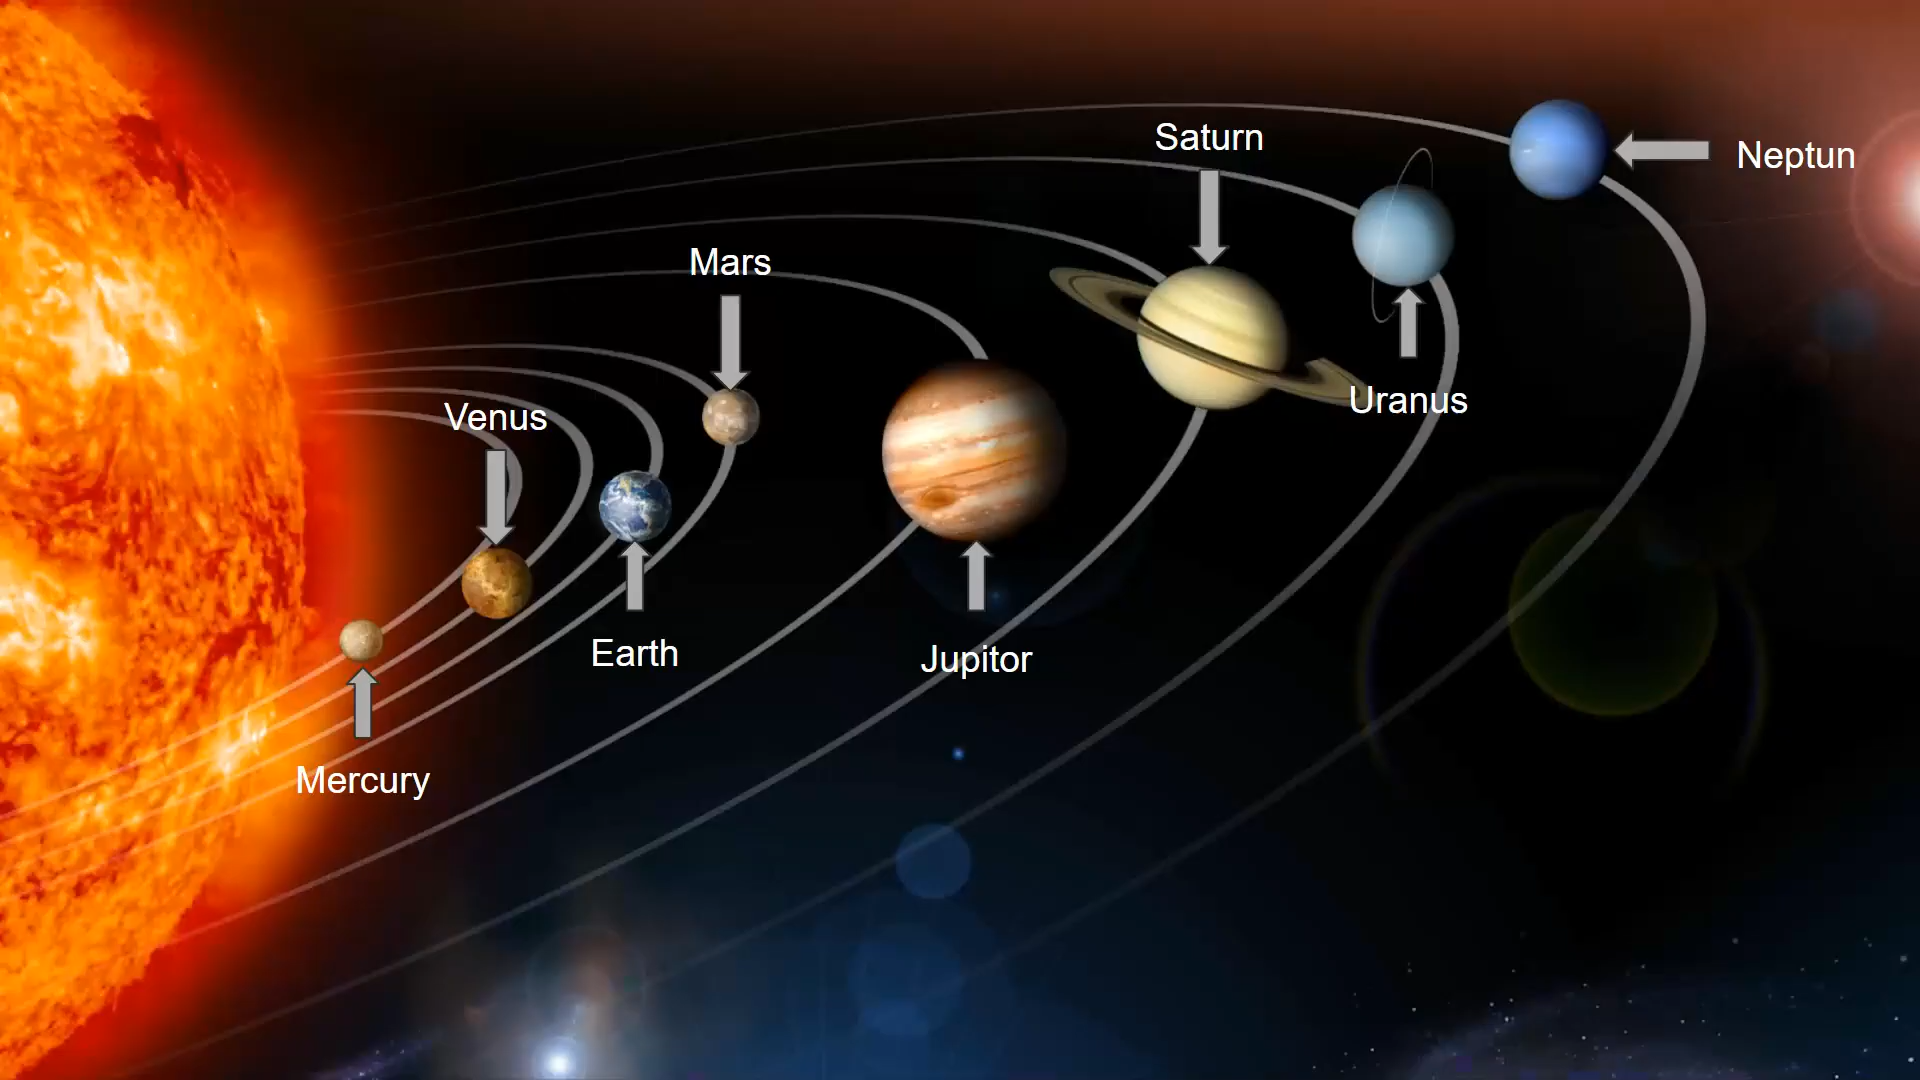 Saturn
Neptun
Mars
Venus
Uranus
Earth
Jupitor
Mercury